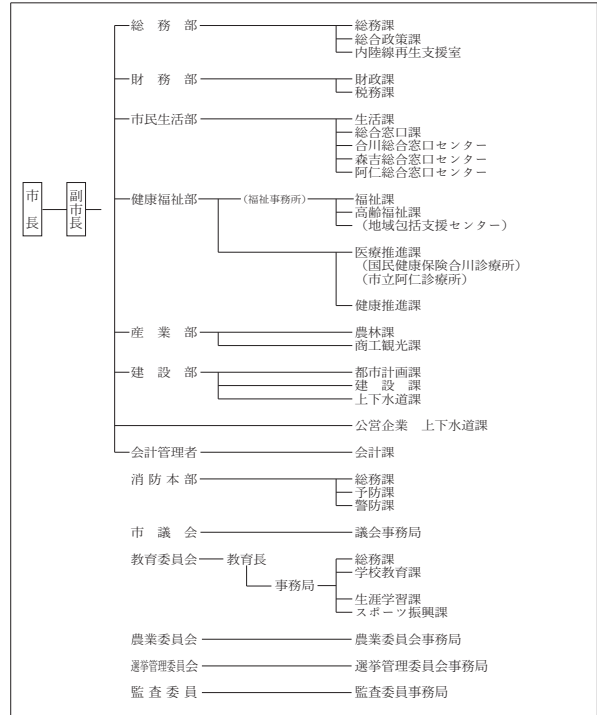 総務部 総務課
総合政策課
内陸線再生支援室
財務部 財政課
税務課
市民生活部 生活課
総合窓口課
合川総合窓口センター
森吉総合窓口センター
阿仁総合窓口センター
市長 副市長 健康福祉部 (福祉事務所) 福祉課
高齢福祉課
(地域包括支援センター)
医療推進課
(国民健康保険合川診療所)
(市立阿仁診療所)
健康推進課
産業部 農林課
商工観光課
建設部 都市計画課
建設課
上下水道課
公営企業 上下水道課
会計管理者 会計課
消防本部 総務課
予防課
警防課
市議会 議会事務局
教育委員会 教育長 総務課
事務局 学校教育課
生涯学習課
スポーツ振興課
農業委員会 農業委員会事務局
選挙管理委員会 選挙管理委員会事務局
監査委員 監査委員事務局